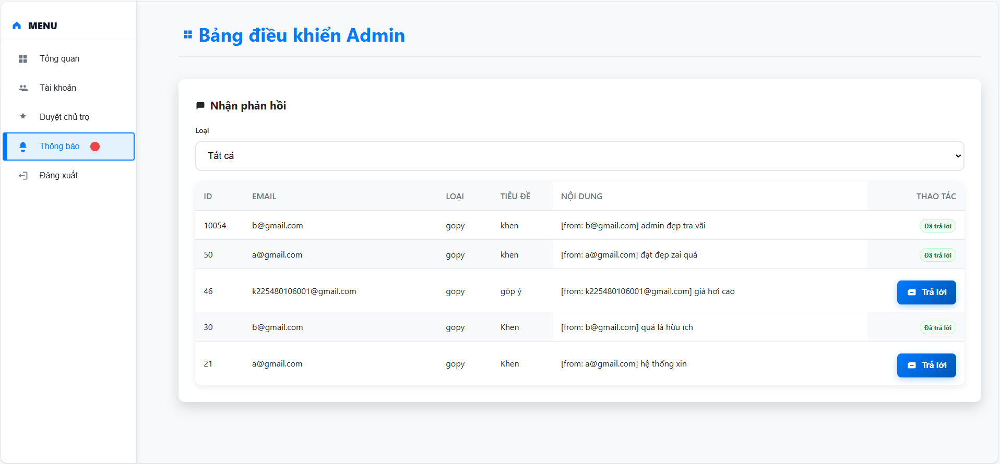 MENU
Tổng quan
Tài khoản
Duyệt chủ trọ
Thông báo
Đăng xuất
Bảng điều khiển Admin
Nhận phản hồi
Loại
Tất cả
ID EMAIL LOẠI TIÊU ĐỀ NỘI DUNG THAO TÁC
10054 b@gmail.com gopy khen [from: b@gmail.com] admin đẹp tra vãi Đã trả lời
50 a@gmail.com gopy khen [from: a@gmail.com] đạt đẹp zai quá Đã trả lời
46 k225480106001@gmail.com gopy góp ý [from: k225480106001@gmail.com] giá hơi cao Trả lời
30 b@gmail.com gopy Khen [from: b@gmail.com] quá là hữu ích Đã trả lời
21 a@gmail.com gopy Khen [from: a@gmail.com] hệ thống xin Trả lời